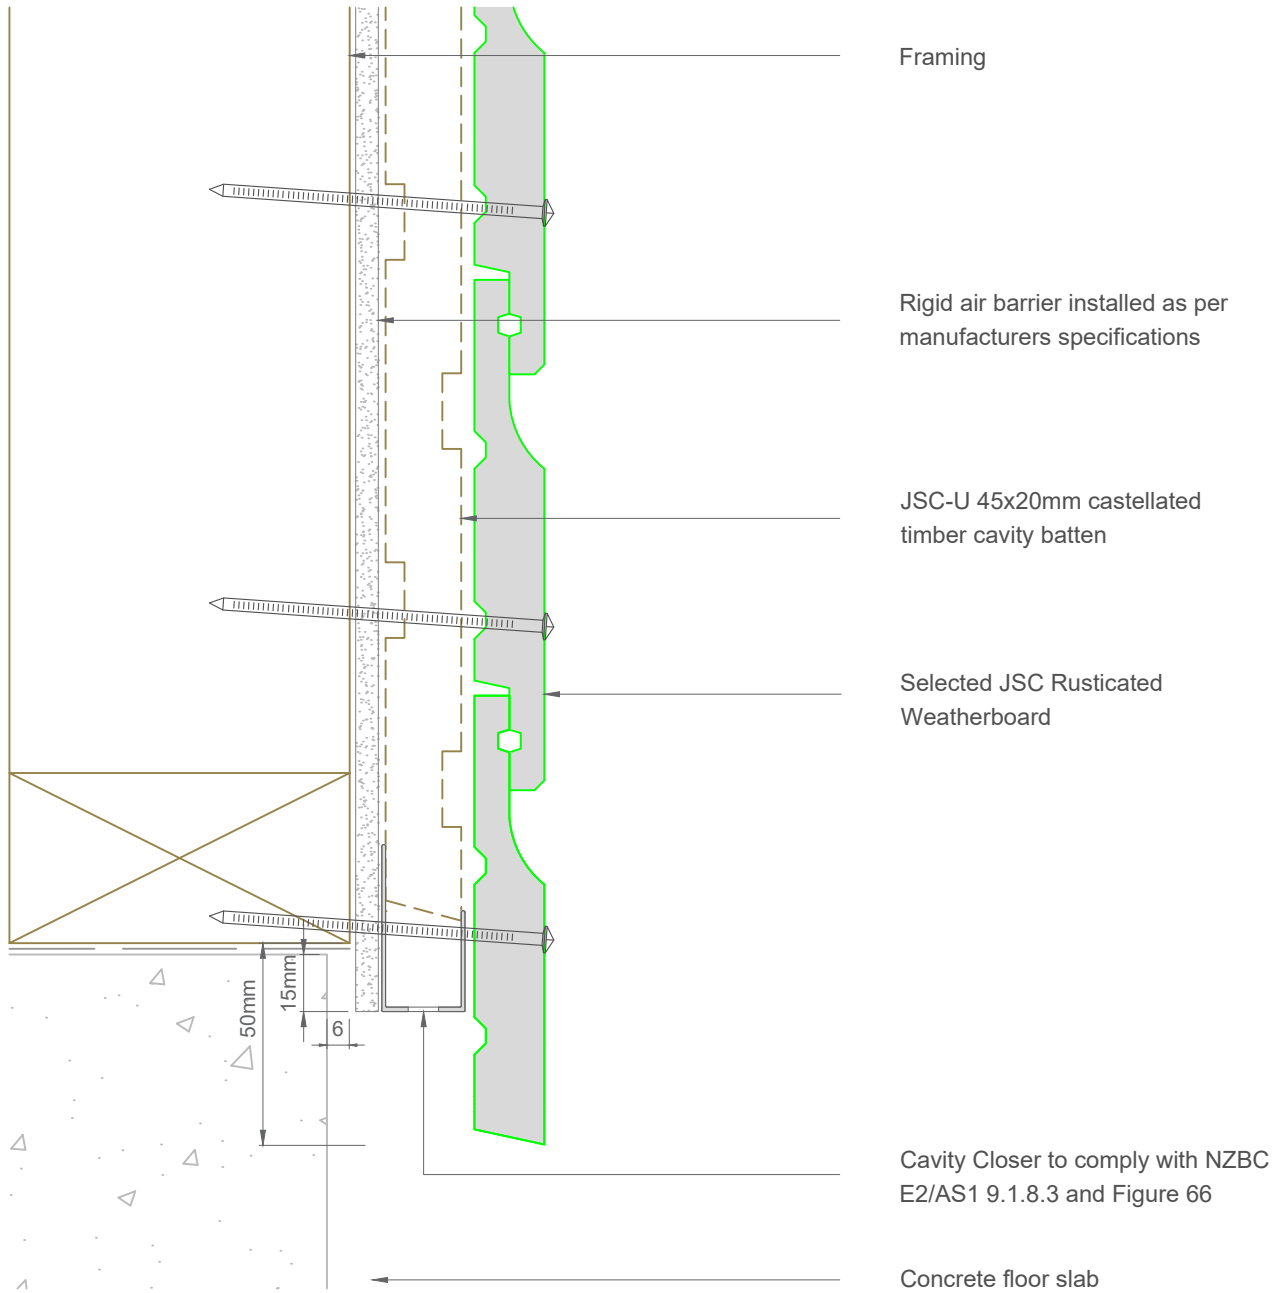 Framing
Rigid air barrier installed as per
manufacturers specifications
JSC-U 45x20mm castellated
timber cavity batten
Selected JSC Rusticated
Weatherboard
50mm
15mm
6
Cavity Closer to comply with NZBC
E2/AS1 9.1.8.3 and Figure 66
Concrete floor slab